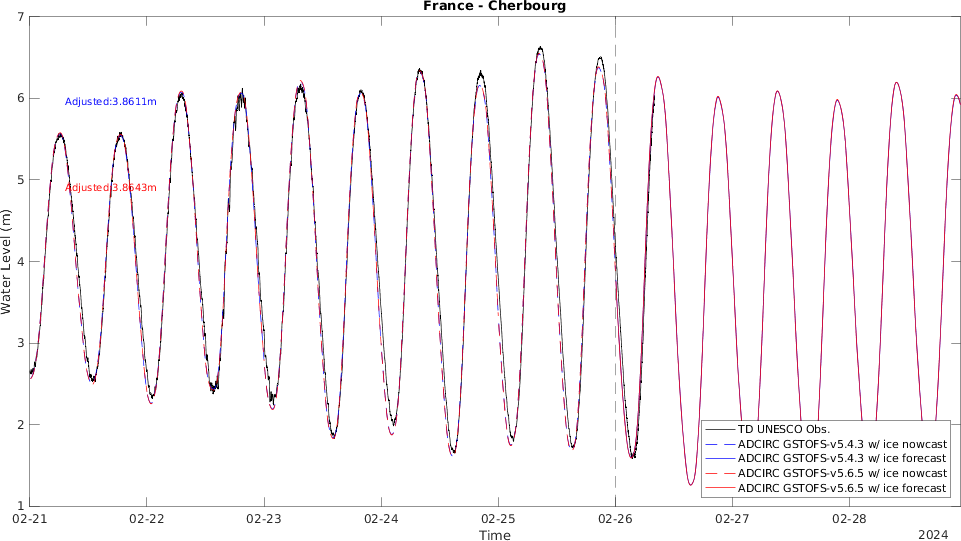 France - Cherbourg
7
6
5
4
3
2
1
Water Level (m)
Adjusted:3.8611m
Adjusted:3.8643m
TD UNESCO Obs.
ADCIRC GSTOFS-v5.4.3 w/ ice nowcast
ADCIRC GSTOFS-v5.4.3 w/ ice forecast
ADCIRC GSTOFS-v5.6.5 w/ ice nowcast
ADCIRC GSTOFS-v5.6.5 w/ ice forecast
02-21 02-22 02-23 02-24 02-25 02-26 02-27 02-28
Time
2024